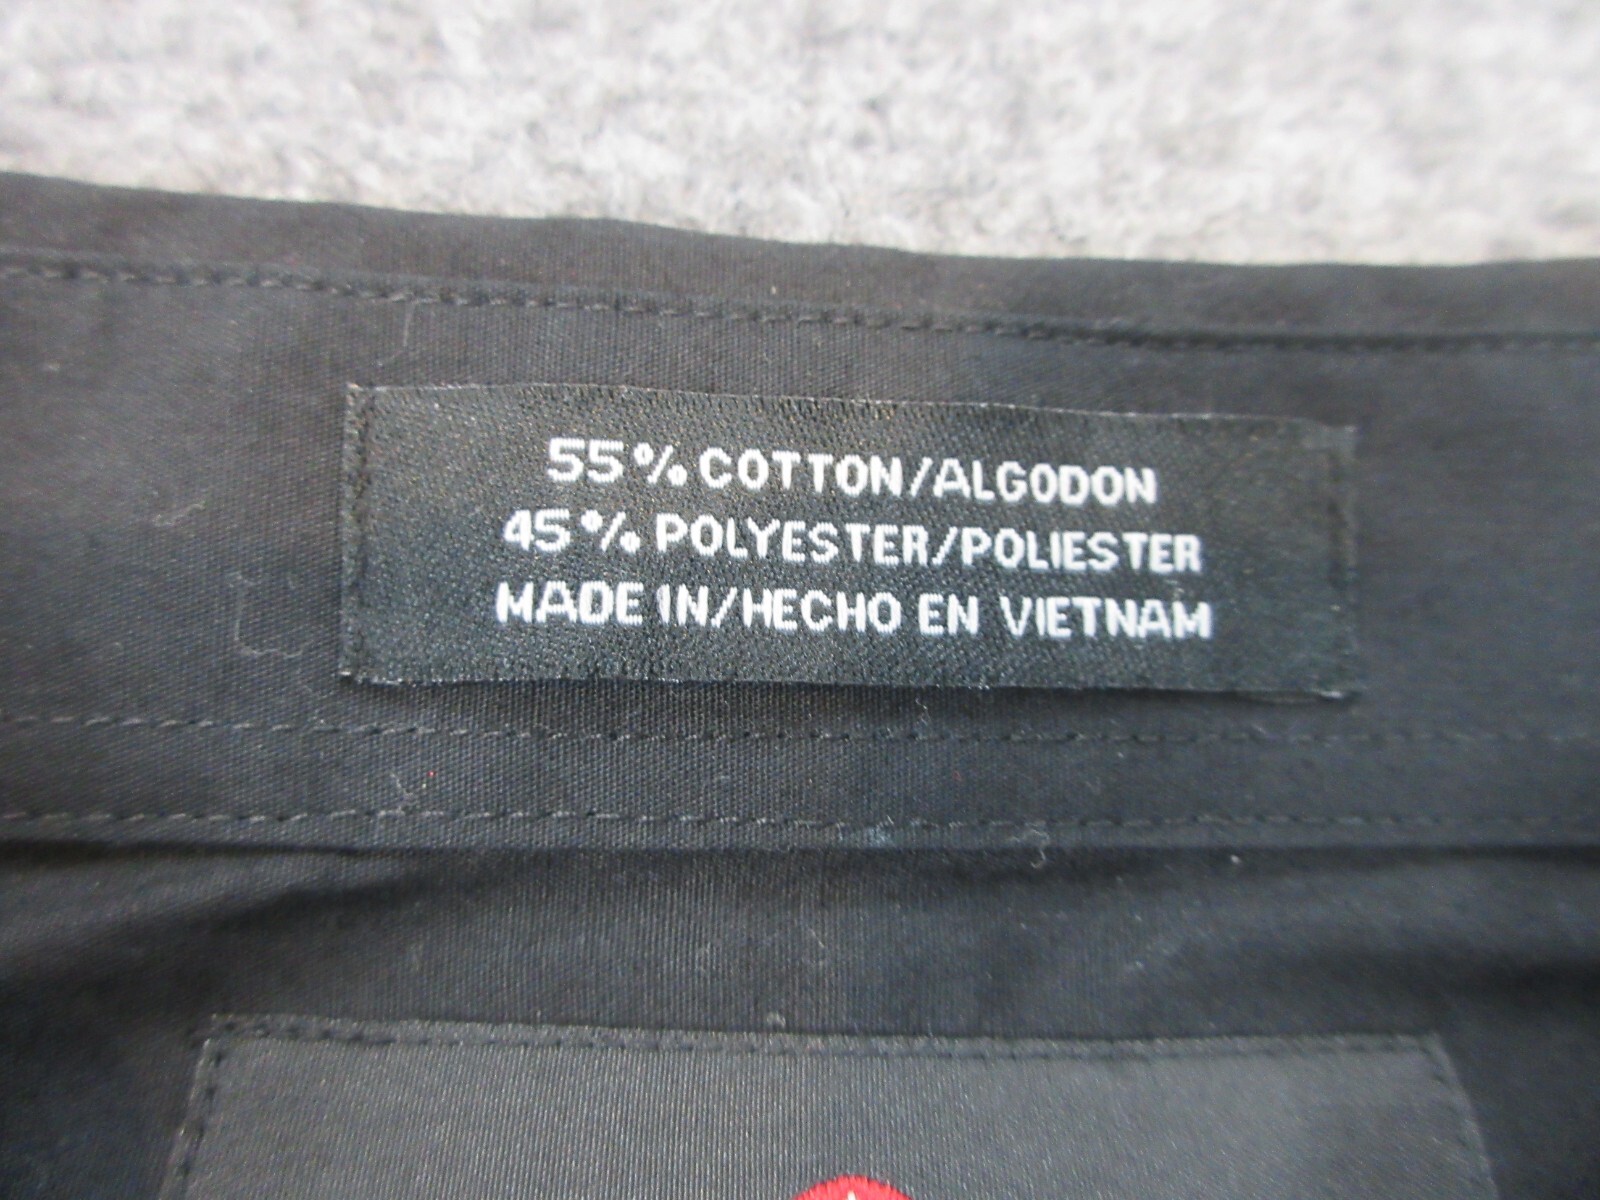 55% COTTON/ALGODON
45% POLYESTER/POLIESTER
MADE IN/HECHO EN VIETNAM